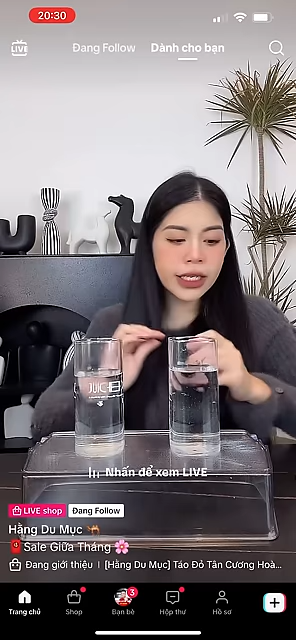 20:30
LIVE
Đang Follow
Dành cho bạn
Nhấn để xem LIVE
LIVE shop
Đang Follow
Hằng Du Mục
Sale Giữa Tháng
Đang giới thiệu | [Hằng Du Mục] Táo Đỏ Tân Cương Hoà...
3
Trang chủ
Shop
Bạn bè
Hộp thư
Hồ sơ